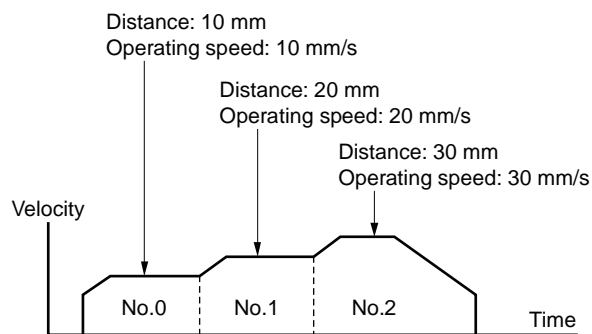 Distance: 10 mm
Operating speed: 10 mm/s
Distance: 20 mm
Operating speed: 20 mm/s
Distance: 30 mm
Operating speed: 30 mm/s
Velocity
No.0
No.1
No.2
Time